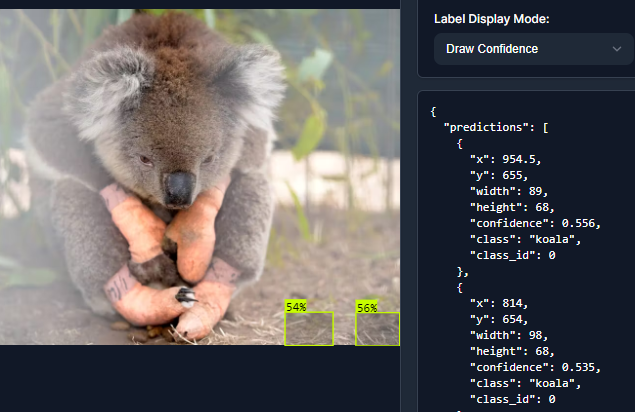 Label Display Mode:
Draw Confidence
54%
56%
{
"predictions": [
{
"x": 954.5,
"y": 655,
"width": 89,
"height": 68,
"confidence": 0.556,
"class": "koala",
"class_id": 0
},
{
"x": 814,
"y": 654,
"width": 98,
"height": 68,
"confidence": 0.535,
"class": "koala",
"class_id": 0